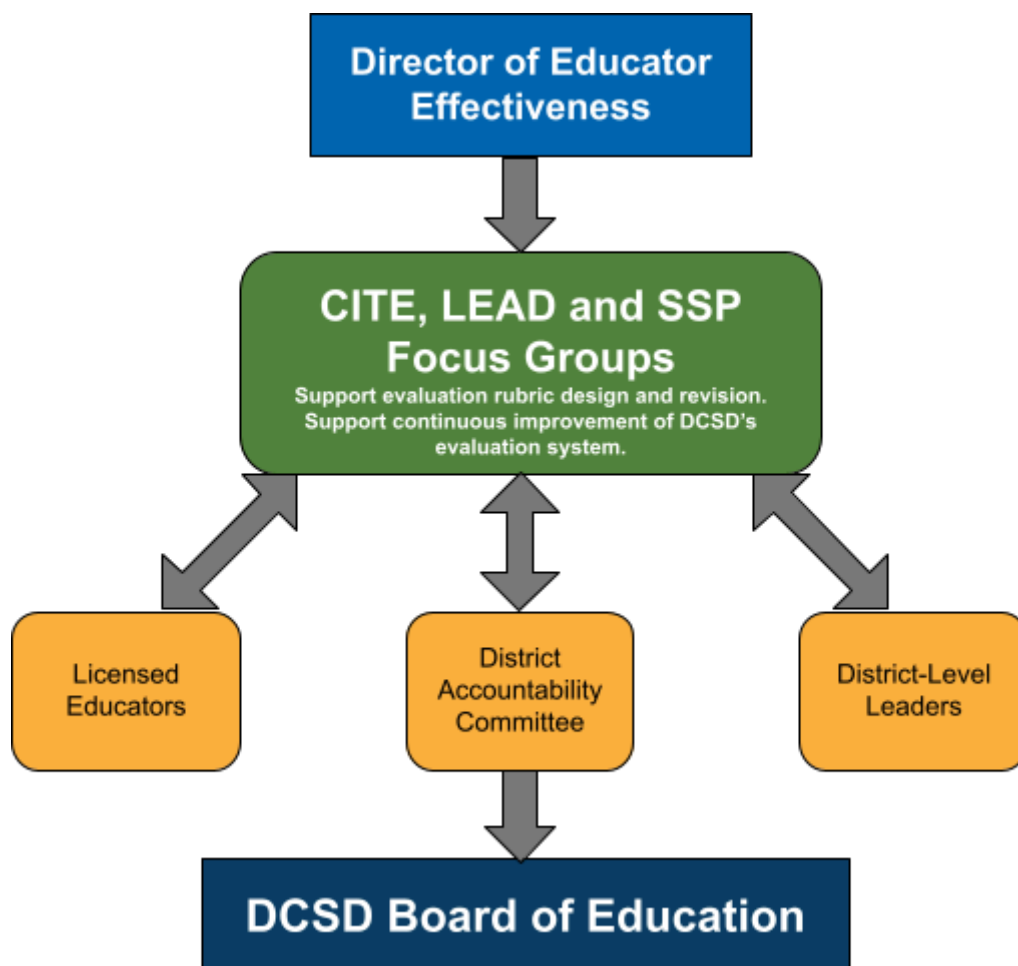 Director of Educator
Effectiveness
CITE, LEAD and SSP
Focus Groups
Support evaluation rubric design and revision.
Support continuous improvement of DCSD's
evaluation system.
Licensed
Educators
District
Accountability
Committee
District-Level
Leaders
DCSD Board of Education